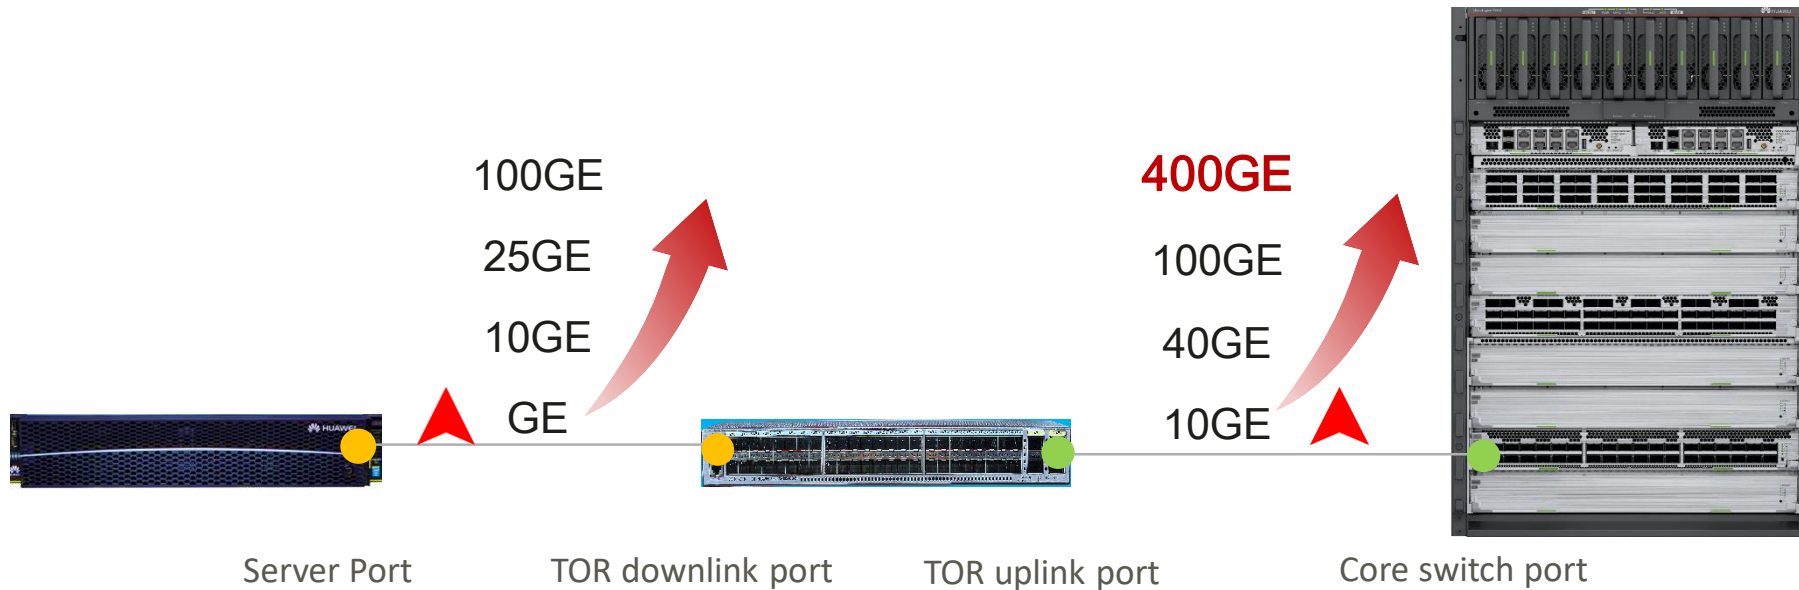 100GE
25GE
10GE
GE
400GE
100GE
40GE
10GE
HUAWEI
HUAWEI
Server Port
TOR downlink port
TOR uplink port
Core switch port